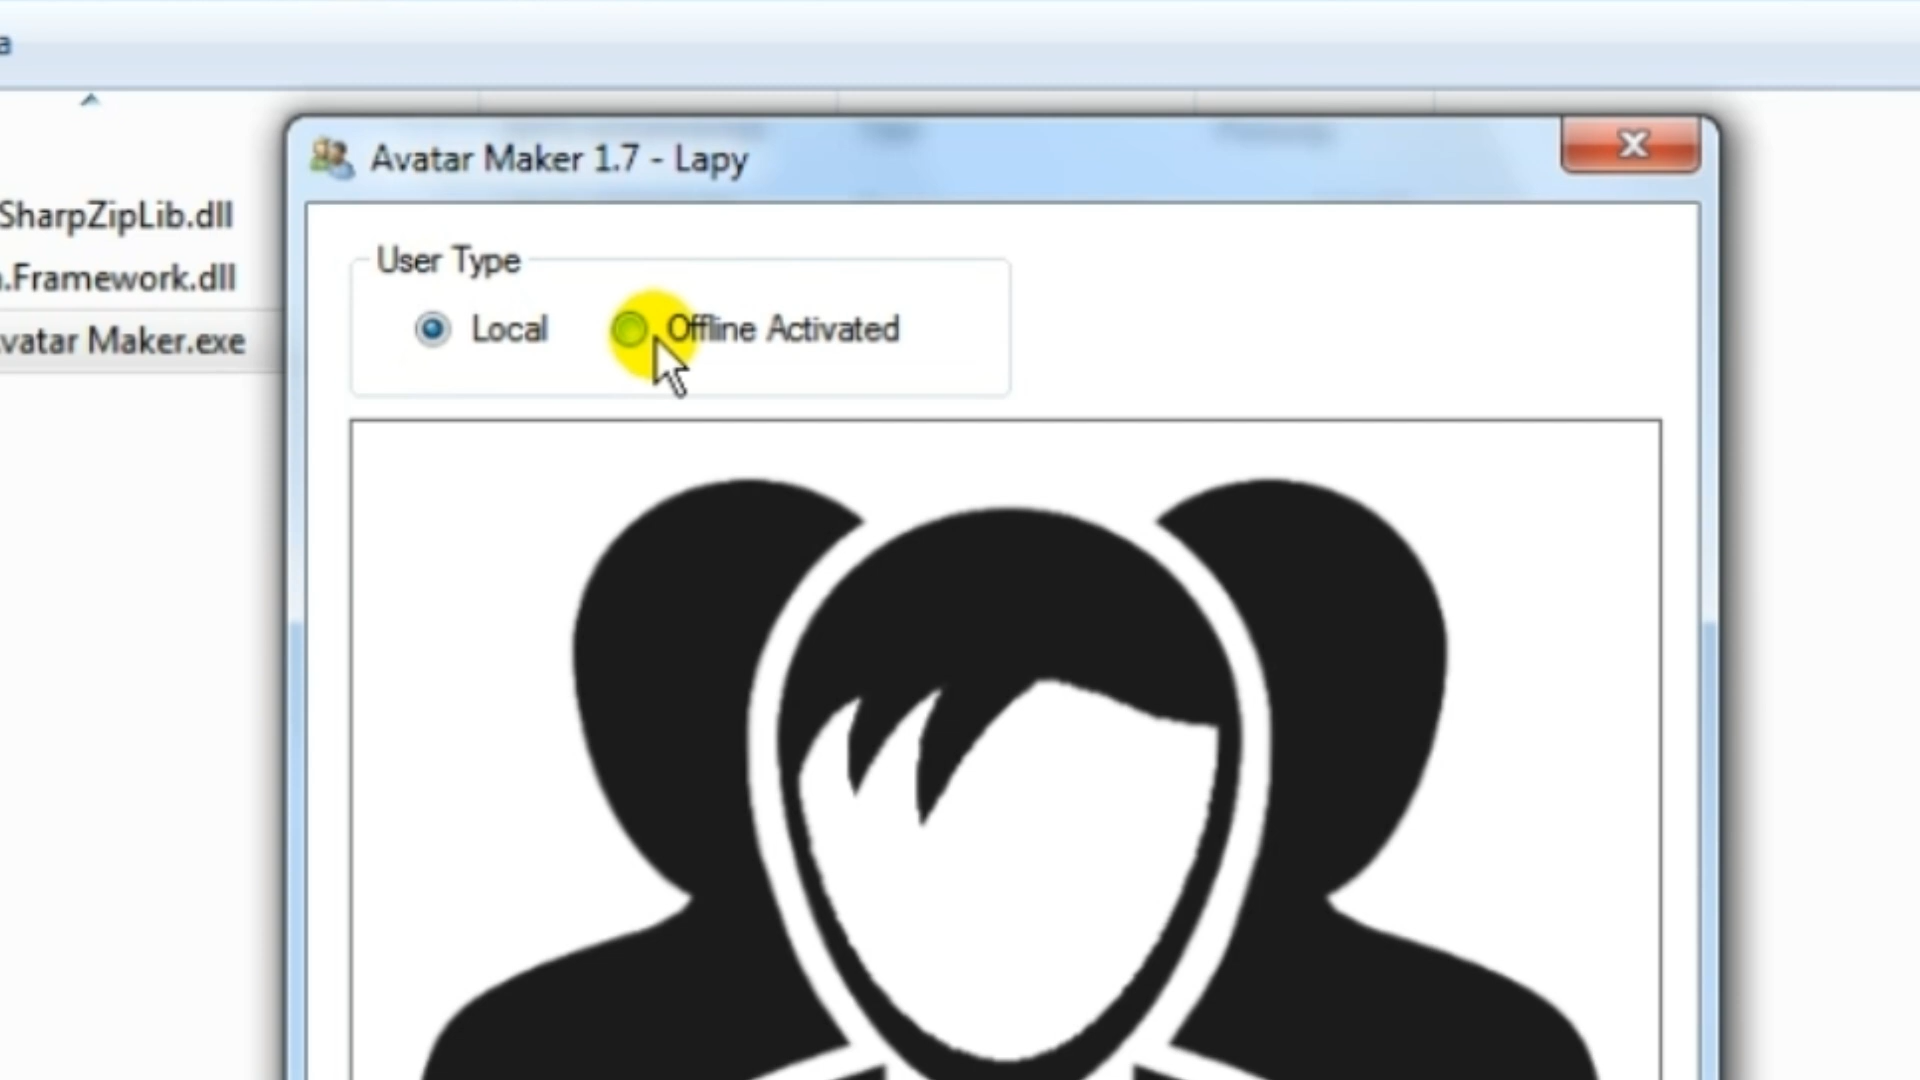 a
Avatar Maker 1.7 - Lapy
SharpZipLib.dll
User Type
.Framework.dll
Local
Offline Activated
vatar Maker.exe